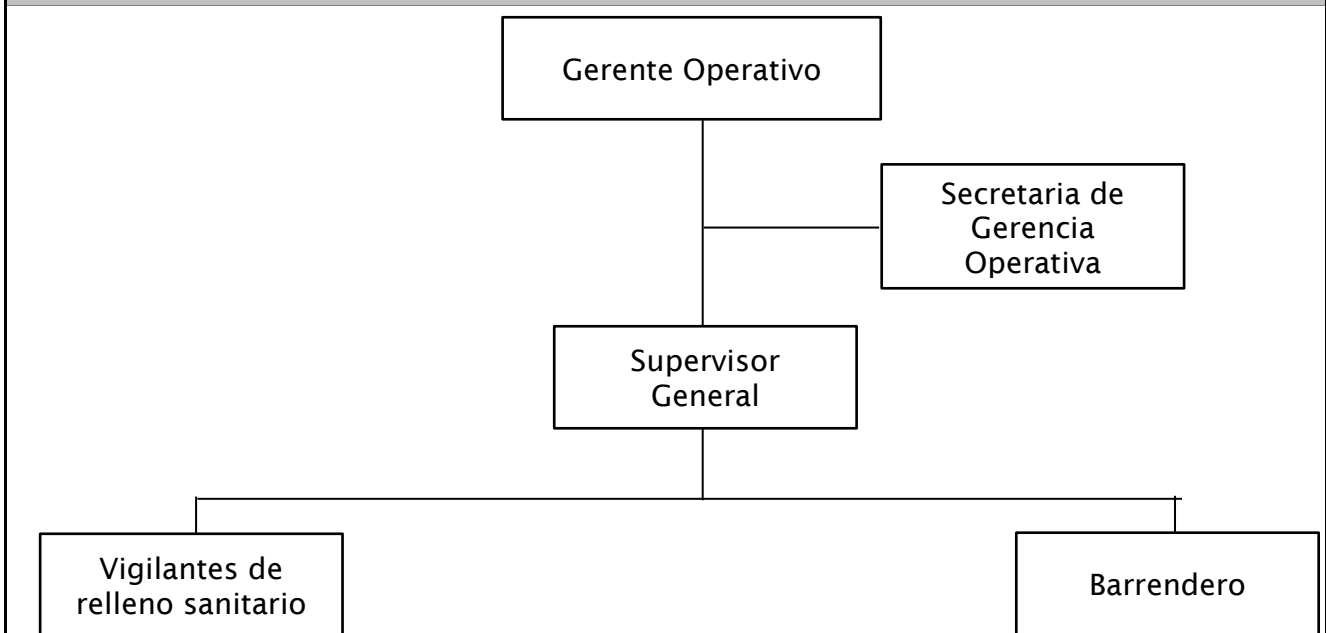 Gerente Operativo
Secretaria de
Gerencia
Operativa
Supervisor
General
Vigilantes de
relleno sanitario
Barrendero